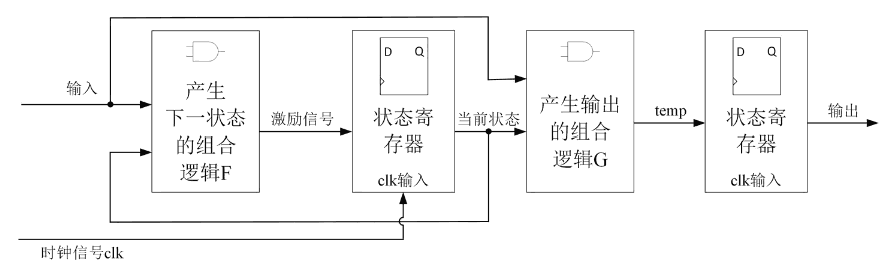 输入
产生
下一状态
的组合
逻辑F
激励信号
D Q
状态寄
存器
clk输入
当前状态
产生输出
的组合
逻辑G
temp
D Q
状态寄
存器
clk输入
输出
时钟信号clk